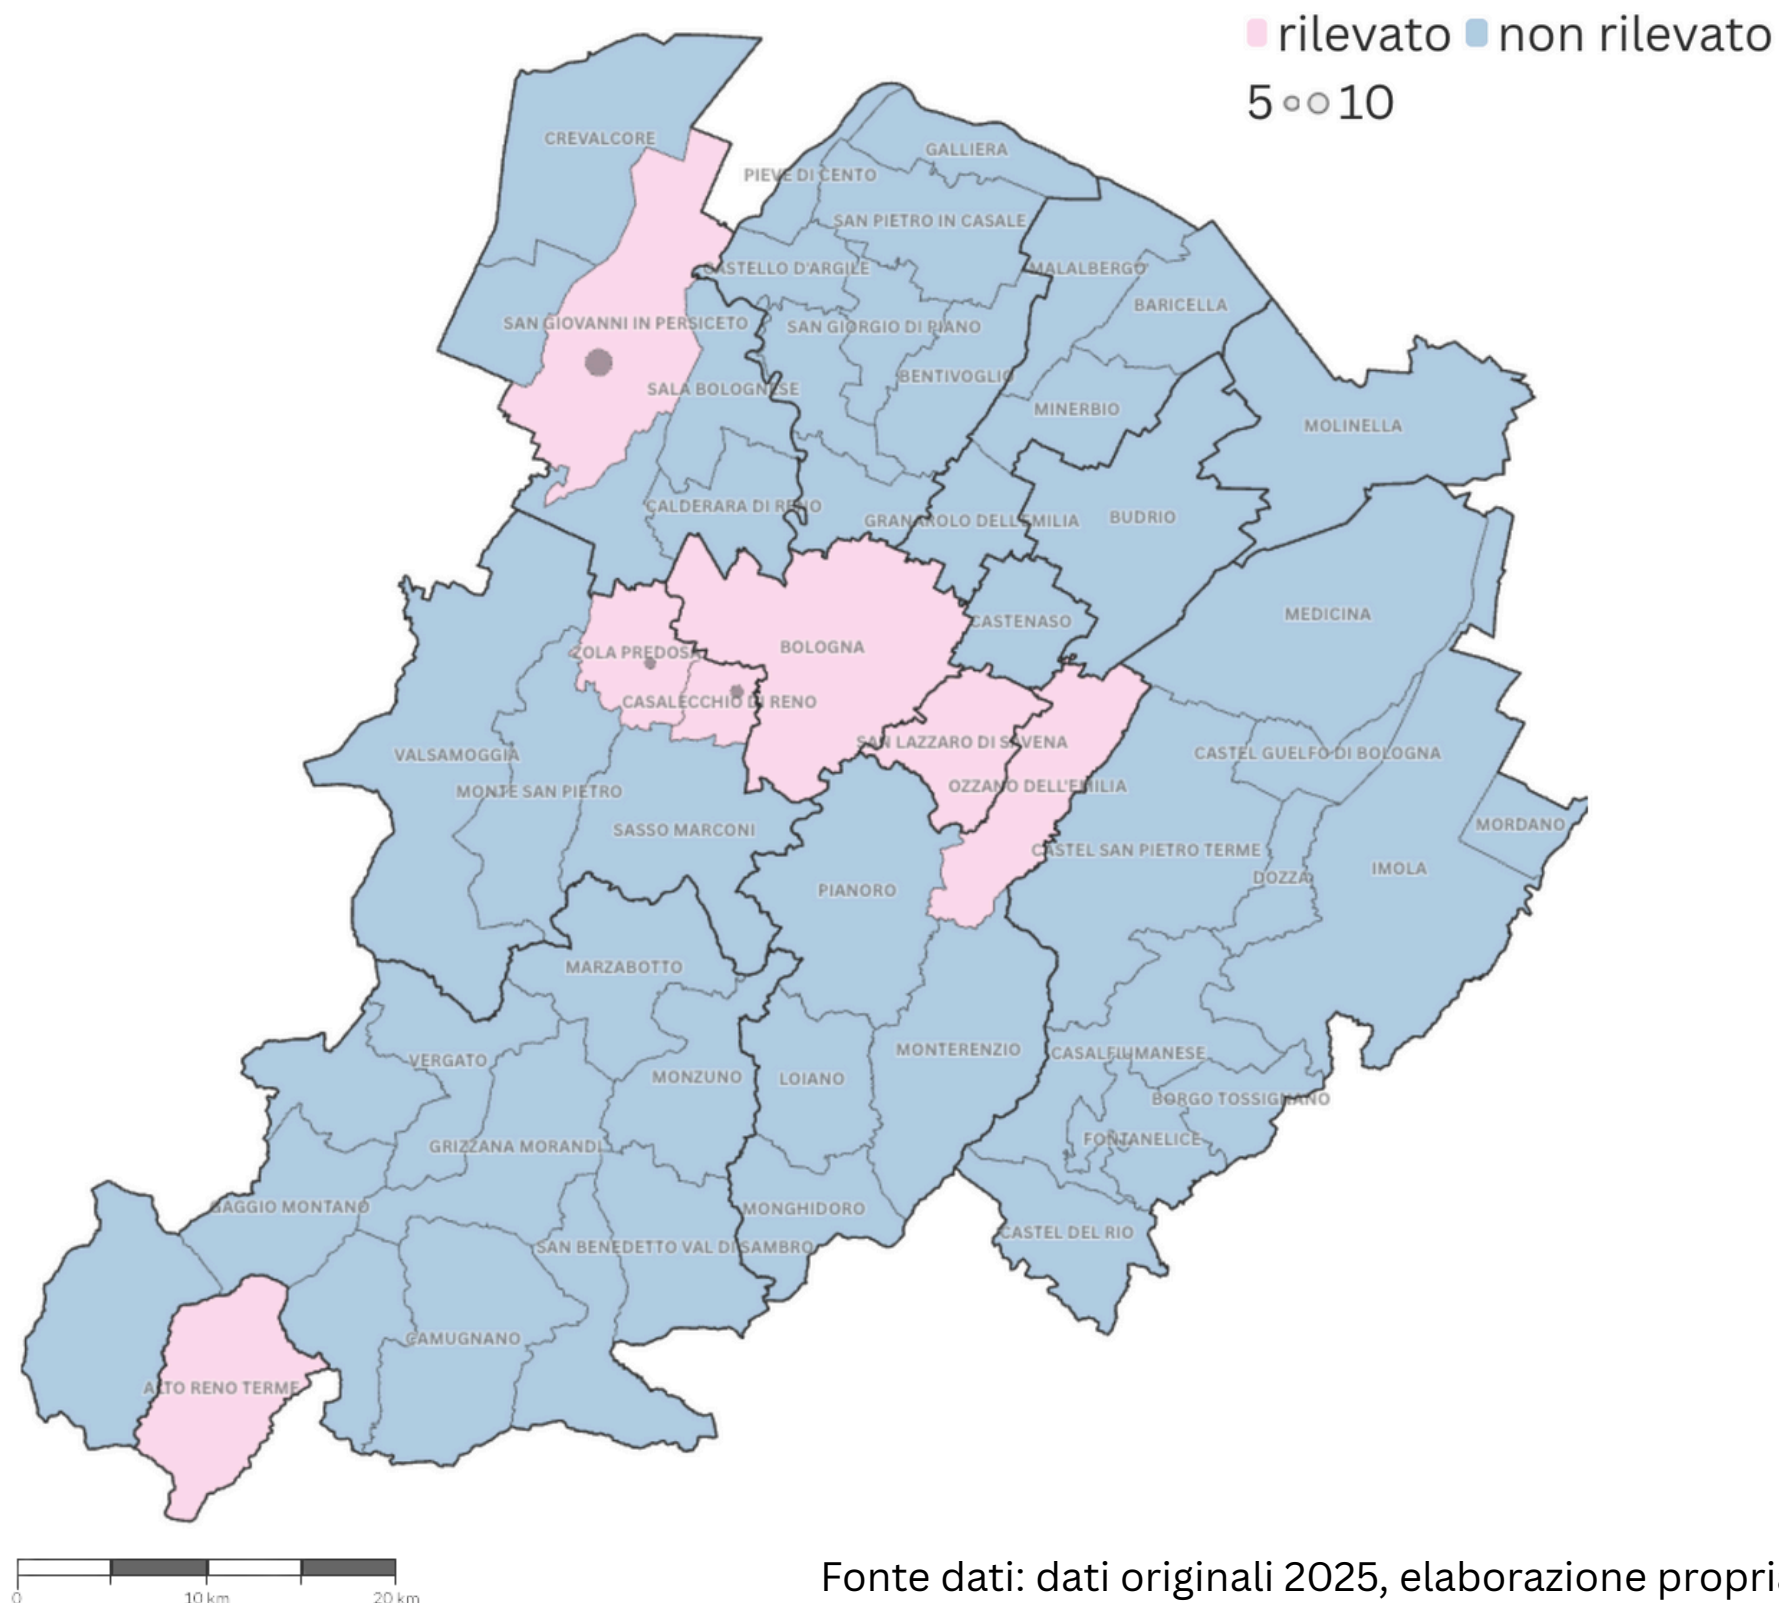 rilevato non rilevato
5 10
CREVALCORE
GALLIERA
PIEVE DI CENTO
SAN PIETRO IN CASALE
CASTELLO D'ARGILE
MALALBERGO
BARICELLA
SAN GIOVANNI IN PERSICETO
SAN GIORGIO DI PIANO
BENTIVOGLIO
SALA BOLOGNESE
MINERBIO
MOLINELLA
CALDERARA DI RENO
GRANAROLO DELL'EMILIA
BUDRIO
MEDICINA
CASTENASO
BOLOGNA
ZOLA PREDOSA
CASALECCHIO DI RENO
SAN LAZZARO DI SAVENA
CASTEL GUELFO DI BOLOGNA
VALSAMOGGIA
OZZANO DELL'EMILIA
MONTE SAN PIETRO
MORDANO
SASSO MARCONI
CASTEL SAN PIETRO TERME
IMOLA
DOZZA
PIANORO
MARZABOTTO
MONTERENZIO
CASALFIUMANESE
VERGATO
MONZUNO
LOIANO
BORGO TOSSIGNANO
FONTANELICE
GRIZZANA MORANDI
GAGGIO MONTANO
MONGHIDORO
CASTEL DEL RIO
SAN BENEDETTO VAL DI SAMBRO
CAMUGNANO
ALTO RENO TERME
0 10 km 20 km
Fonte dati: dati originali 2025, elaborazione propri